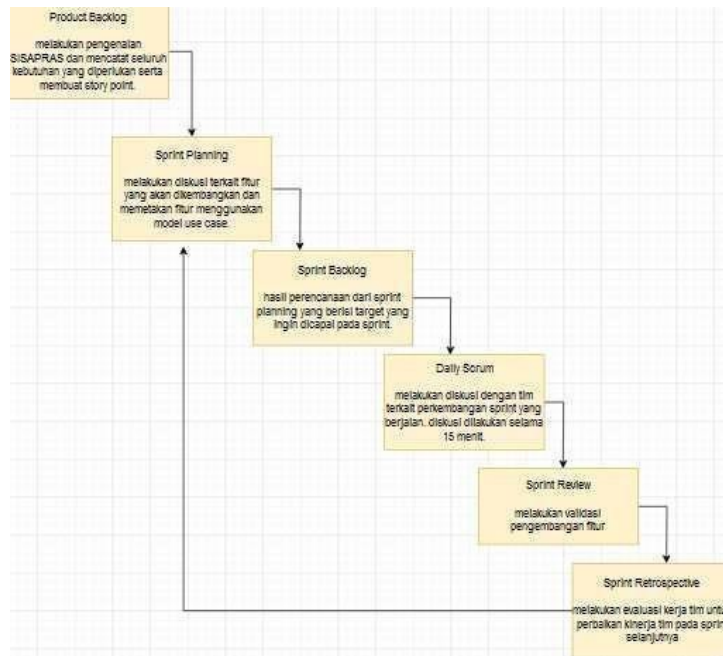 Product Backlog
melakukan pengenalan
SISAPRAS dan mencatat seluruh
kebutuhan yang diperlukan serta
membuat story point.
Sprint Planning
melakukan diskusi terkait fitur
yang akan dikembangkan dan
memetakan fitur menggunakan
model use case.
Sprint Backlog
hasil perencanaan dari sprint
planning yang berisi target yang
ingin dicapai pada sprint.
Daily Scrum
melakukan diskusi dengan tim
terkait perkembangan sprint yang
berjalan. diskusi dilakukan selama
15 menit.
Sprint Review
melakukan validasi
pengembangan fitur
Sprint Retrospective
melakukan evaluasi kerja tim untu
perbaikan kinerja tim pada sprin
selanjutnya